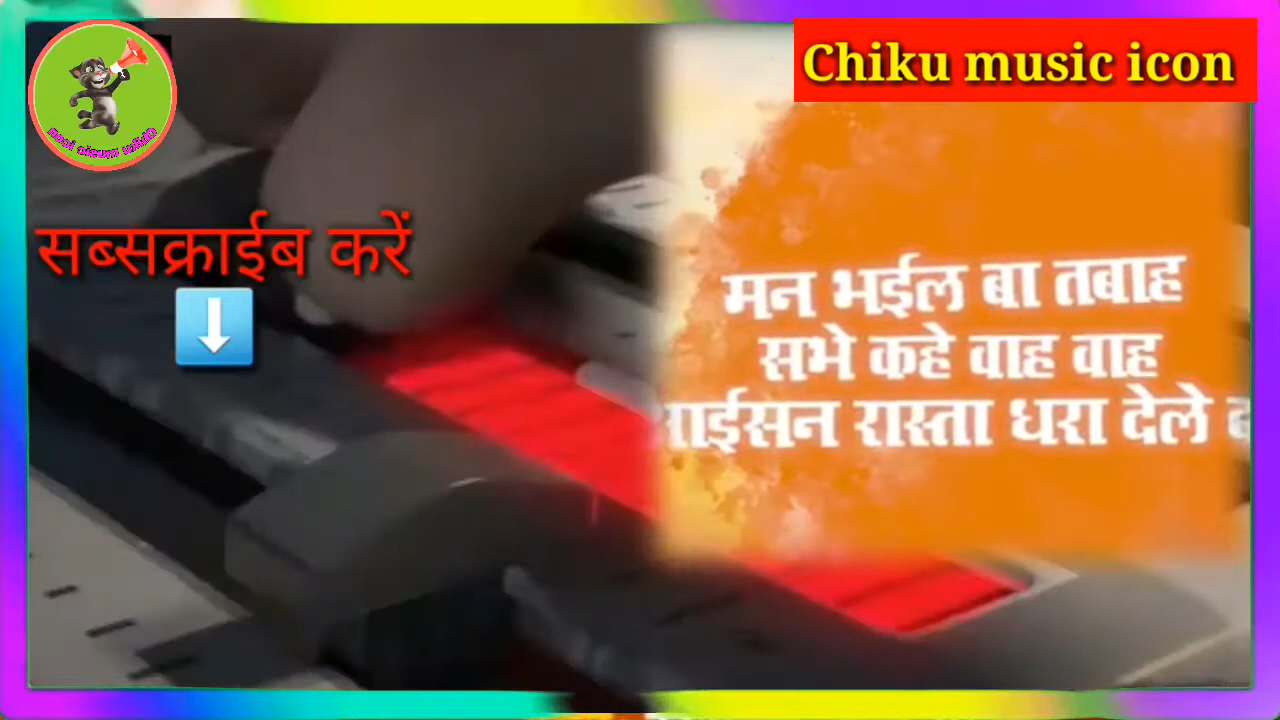 Chiku music icon
सब्सक्राईब करें
मन भईल बा तबाह
सभे कहे वाह वाह
रास्ता धरा देले